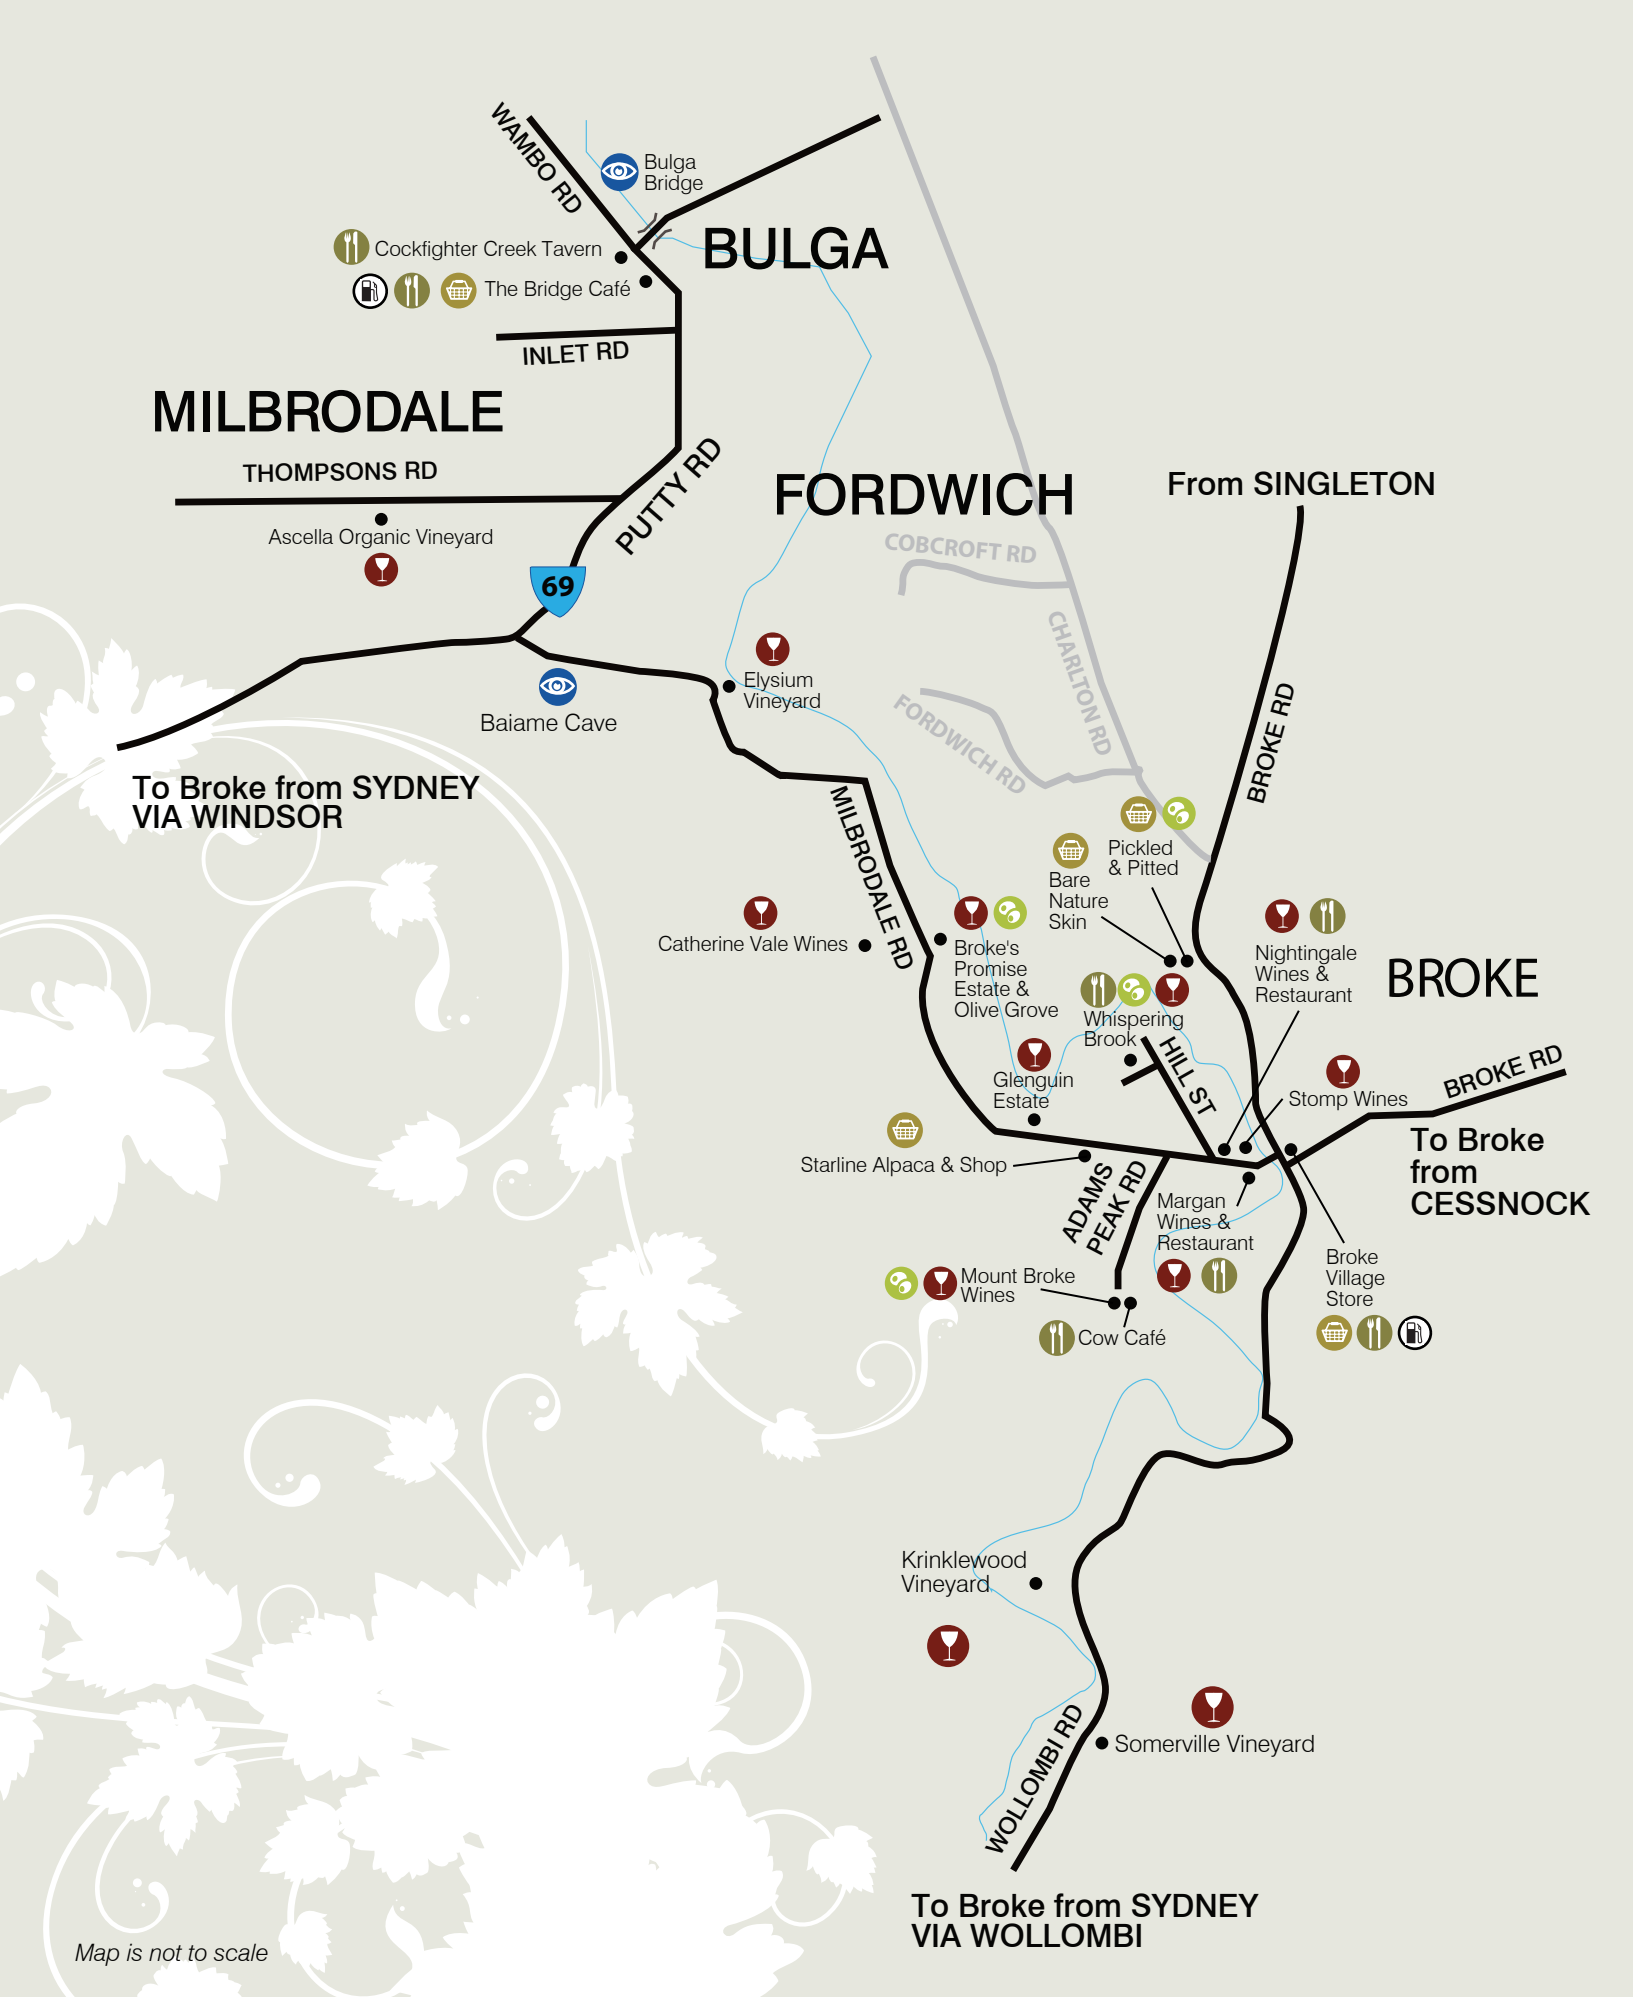 WAMBO RD
Bulga
Bridge
BULGA
Cockfighter Creek Tavern
The Bridge Café
INLET RD
MILBRODALE
THOMPSONS RD
PUTTY RD
FORDWICH
From SINGLETON
Ascella Organic Vineyard
COBCROFT RD
69
CHARLTON RD
Elysium
Vineyard
FORDWICH RD
BROKE RD
Baiame Cave
To Broke from SYDNEY
VIA WINDSOR
MILBRODALE RD
Pickled
& Pitted
Bare
Nature
Skin
Catherine Vale Wines
Broke's
Promise
Estate &
Olive Grove
Nightingale
Wines &
Restaurant
BROKE
Whispering
Brook
HILL ST
Glenguin
Estate
Stomp Wines
BROKE RD
To Broke
from
CESSNOCK
Starline Alpaca & Shop
ADAMS
PEAK RD
Margan
Wines &
Restaurant
Broke
Village
Store
Mount Broke
Wines
Cow Café
Krinklewood
Vineyard
WOLLOMBI RD
Somerville Vineyard
To Broke from SYDNEY
VIA WOLLOMBI
Map is not to scale